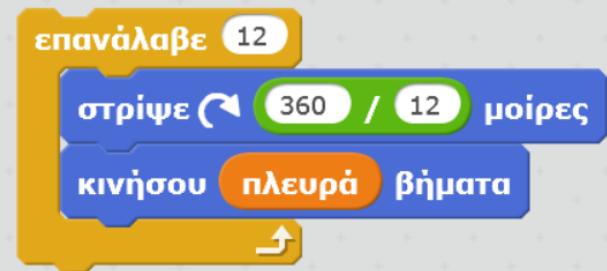 επανάλαβε 12
στρίψε 360 / 12 μοίρες
κινήσου πλευρά βήματα